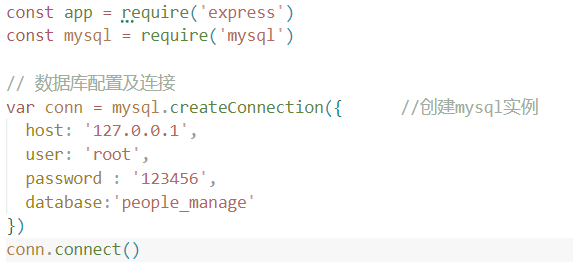 const app = require('express')
const mysql = require('mysql')
// 数据库配置及连接
var conn = mysql.createConnection({ //创建mysql实例
host: '127.0.0.1',
user: 'root',
password : '123456',
database:'people_manage'
})
conn.connect()